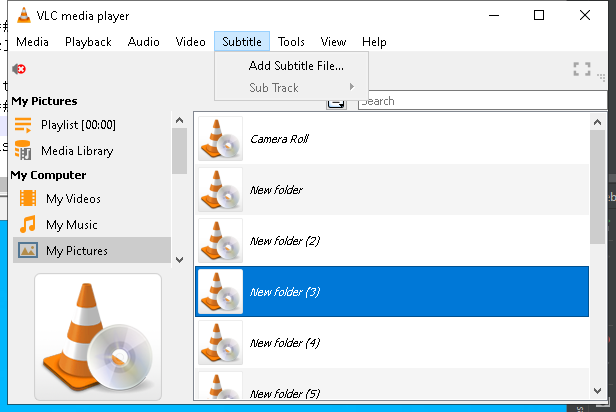 VLC media player
Media Playback Audio Video Subtitle Tools View Help
Add Subtitle File...
Sub Track
Search
My Pictures
Playlist [00:00]
Media Library
My Computer
My Videos
My Music
My Pictures
Camera Roll
New folder
New folder (2)
New folder (3)
New folder (4)
New folder (5)